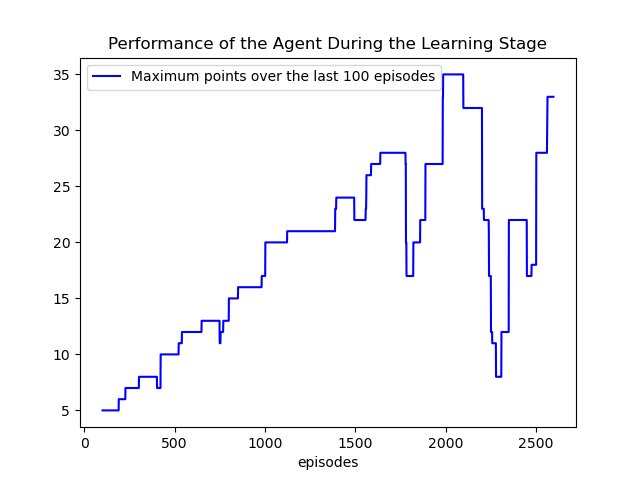 Performance of the Agent During the Learning Stage
Maximum points over the last 100 episodes
35
30
25
20
15
10
5
0 500 1000 1500 2000 2500
episodes